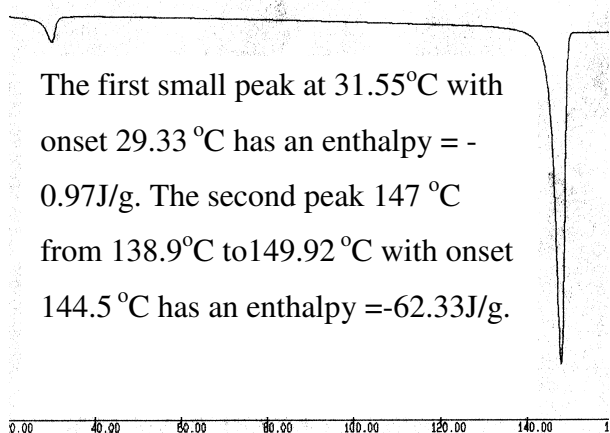 The first small peak at 31.55°C with
onset 29.33 °C has an enthalpy = -
0.97J/g. The second peak 147 °C
from 138.9°C to149.92 °C with onset
144.5 °C has an enthalpy =-62.33J/g.
40.00 60.00 80.00 100.00 120.00 140.00